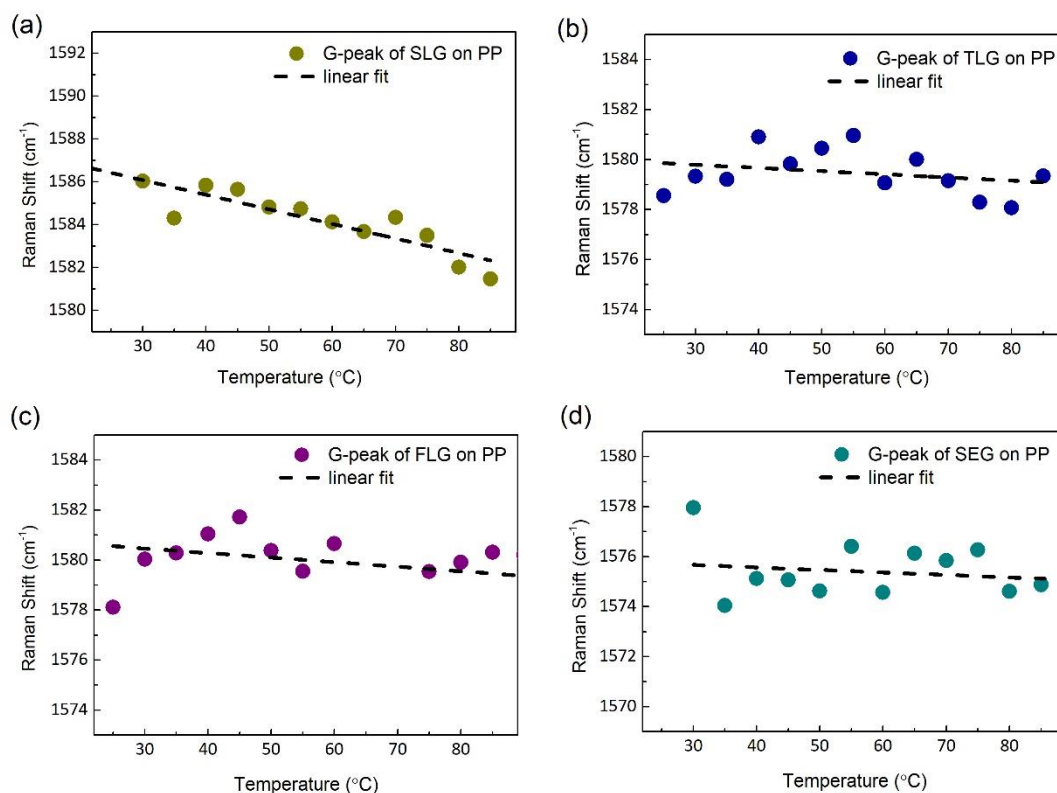 (a)
G-peak of SLG on PP
linear fit
1592
1590
1588
1586
1584
1582
1580
Raman Shift (cm⁻¹)
30 40 50 60 70 80
Temperature (°C)
(b)
G-peak of TLG on PP
linear fit
1584
1582
1580
1578
1576
1574
Raman Shift (cm⁻¹)
30 40 50 60 70 80
Temperature (°C)
(c)
G-peak of FLG on PP
linear fit
1584
1582
1580
1578
1576
1574
Raman Shift (cm⁻¹)
30 40 50 60 70 80
Temperature (°C)
(d)
G-peak of SEG on PP
linear fit
1580
1578
1576
1574
1572
1570
Raman Shift (cm⁻¹)
30 40 50 60 70 80
Temperature (°C)